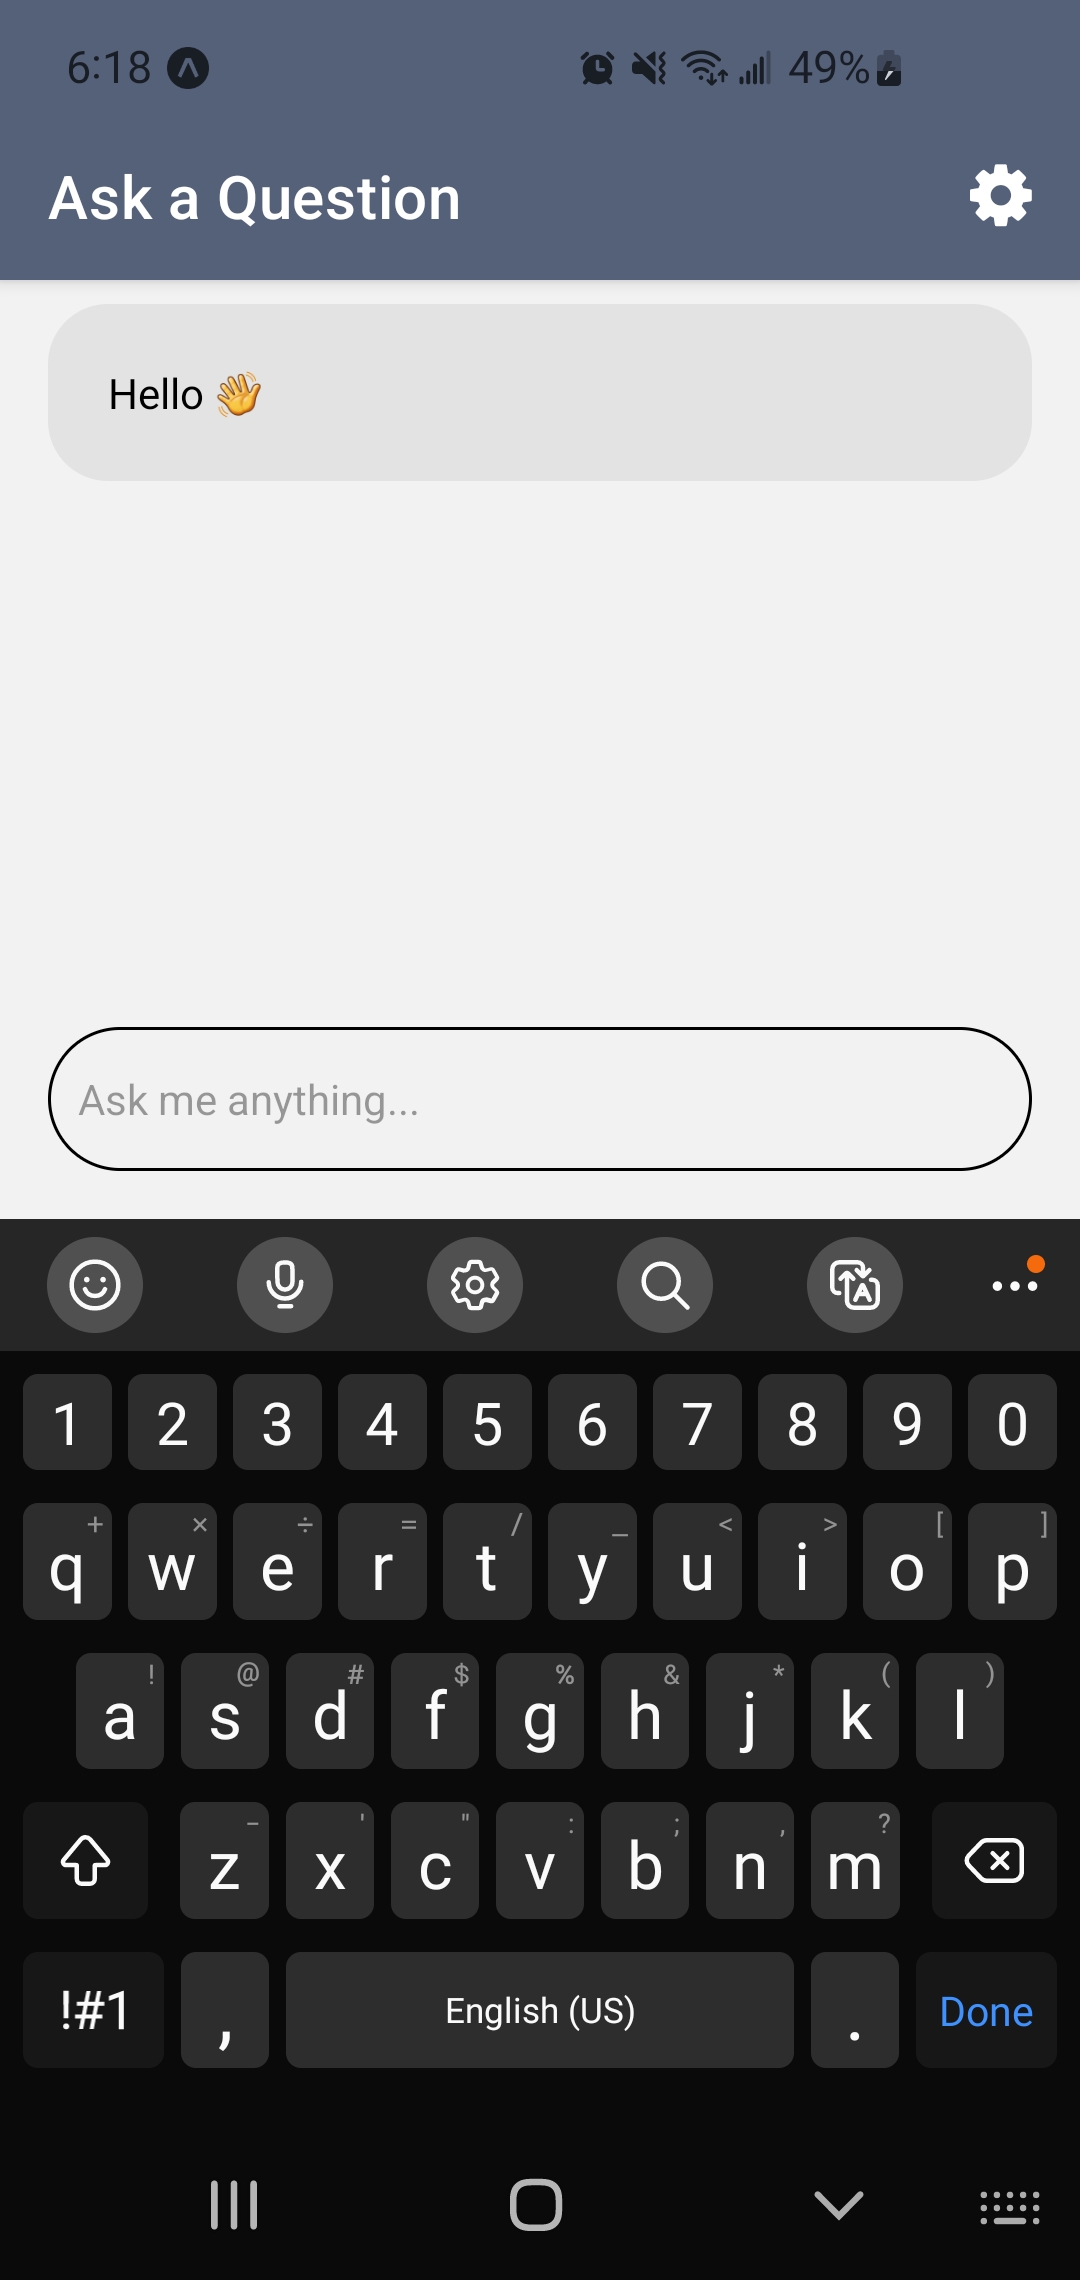 6:18 49%
Ask a Question
Hello 👋
Ask me anything...
1 2 3 4 5 6 7 8 9 0
+ × ÷ = / _ < > [ ]
q w e r t y u i o p
! @ # $ % & * ( )
a s d f g h j k l
- ' " : ; , ?
z x c v b n m
!#1 , English (US) . Done